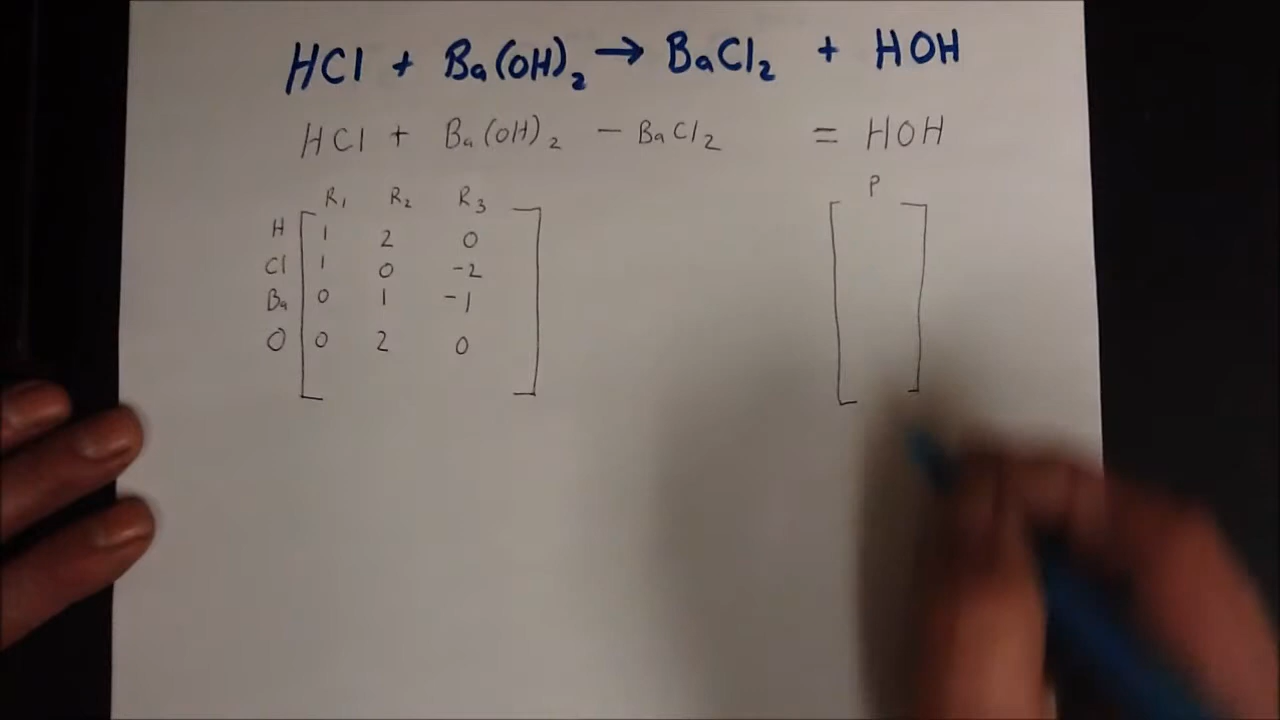 HCl + Ba(OH)2 → BaCl2 + HOH
HCl + Ba(OH)2 - BaCl2 = HOH
R1 R2 R3 P
H 1 2 0
Cl 1 0 -2
Ba 0 1 -1
O 0 2 0